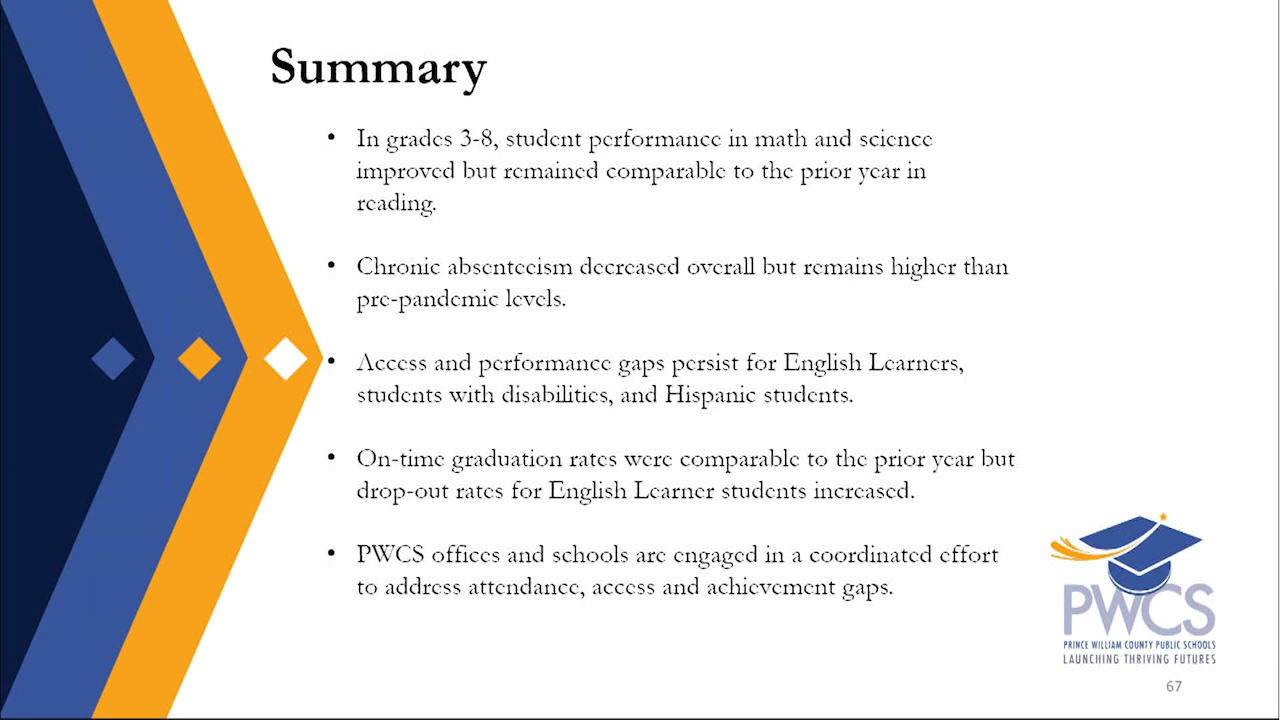 Summary
• In grades 3-8, student performance in math and science
improved but remained comparable to the prior year in
reading.
• Chronic absenteeism decreased overall but remains higher than
pre-pandemic levels.
• Access and performance gaps persist for English Learners,
students with disabilities, and Hispanic students.
• On-time graduation rates were comparable to the prior year but
drop-out rates for English Learner students increased.
• PWCS offices and schools are engaged in a coordinated effort
to address attendance, access and achievement gaps.
PWCS
PRINCE WILLIAM COUNTY PUBLIC SCHOOLS
LAUNCHING THRIVING FUTURES
67